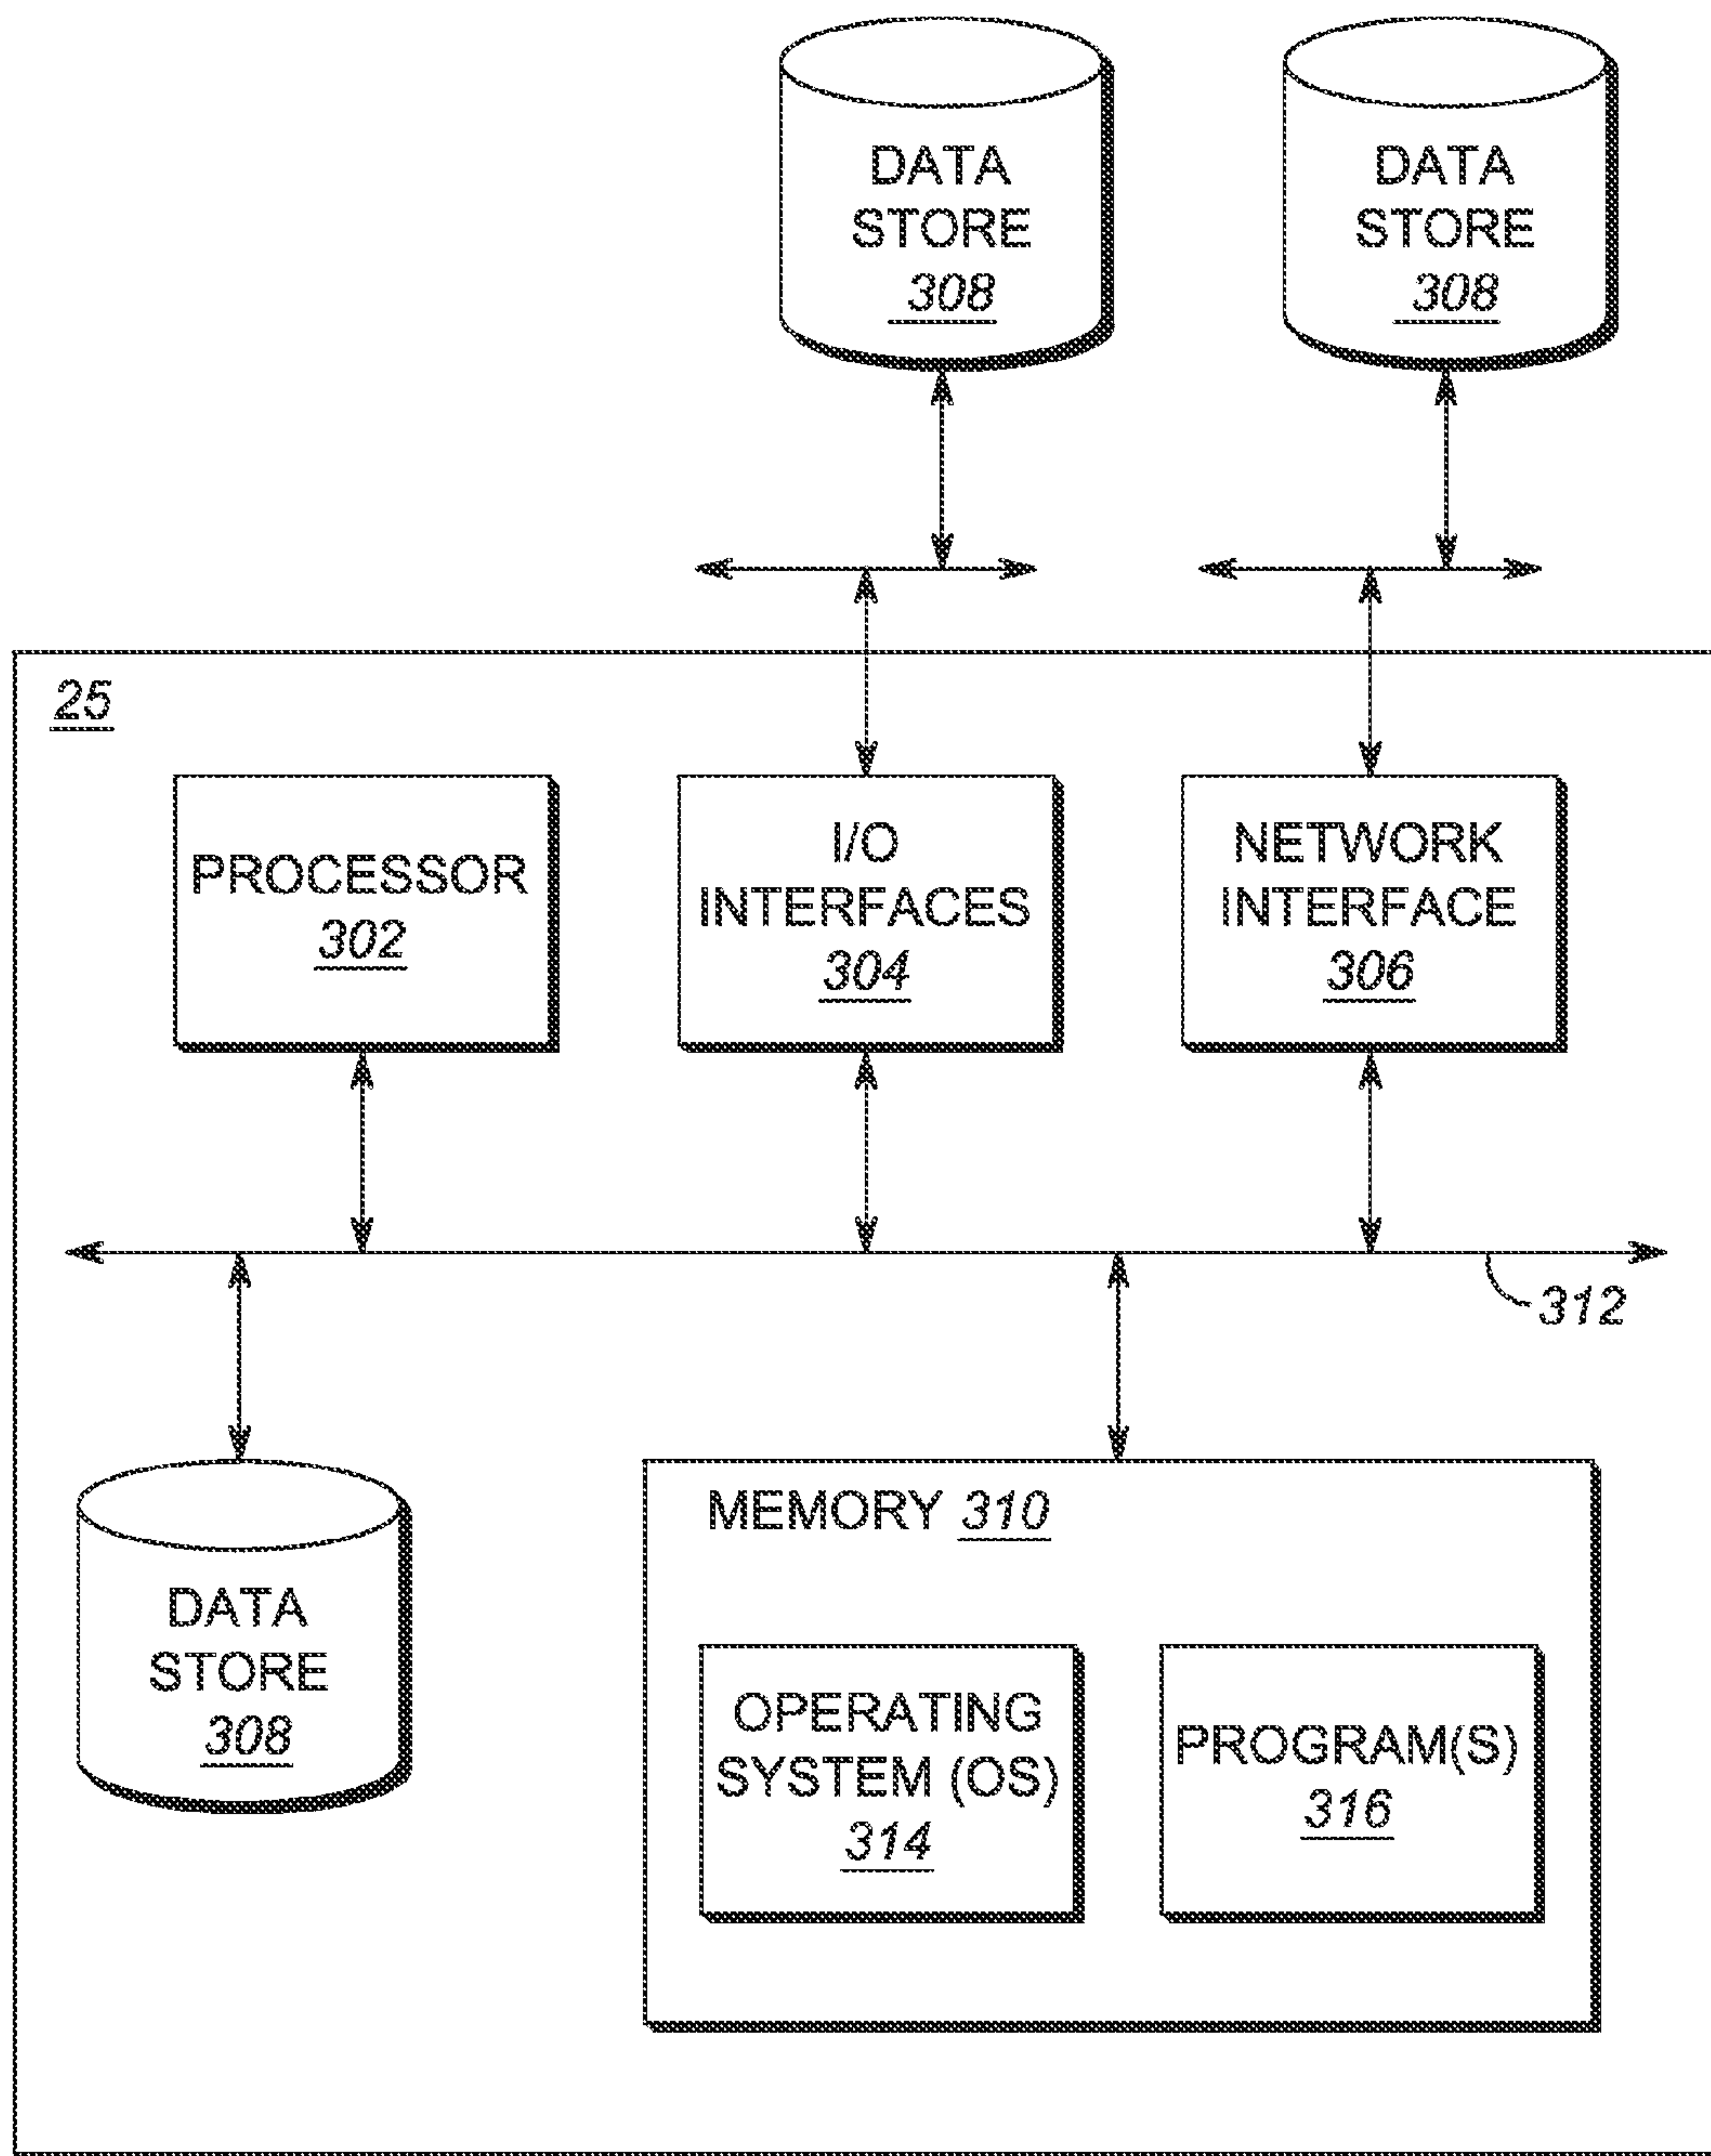 DATA
STORE
308
DATA
STORE
308
25
PROCESSOR
302
I/O
INTERFACES
304
NETWORK
INTERFACE
306
312
DATA
STORE
308
MEMORY 310
OPERATING
SYSTEM (OS)
314
PROGRAM(S)
316